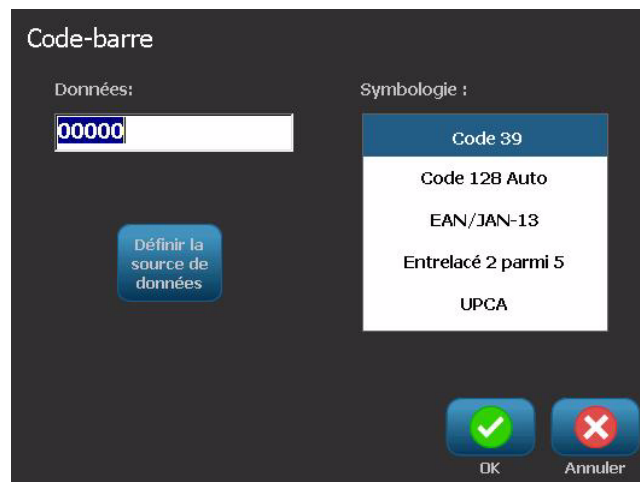 Code-barre
Données:
Symbologie :
00000
Code 39
Code 128 Auto
EAN/JAN-13
Entrelacé 2 parmi 5
UPCA
Définir la
source de
données
OK
Annuler